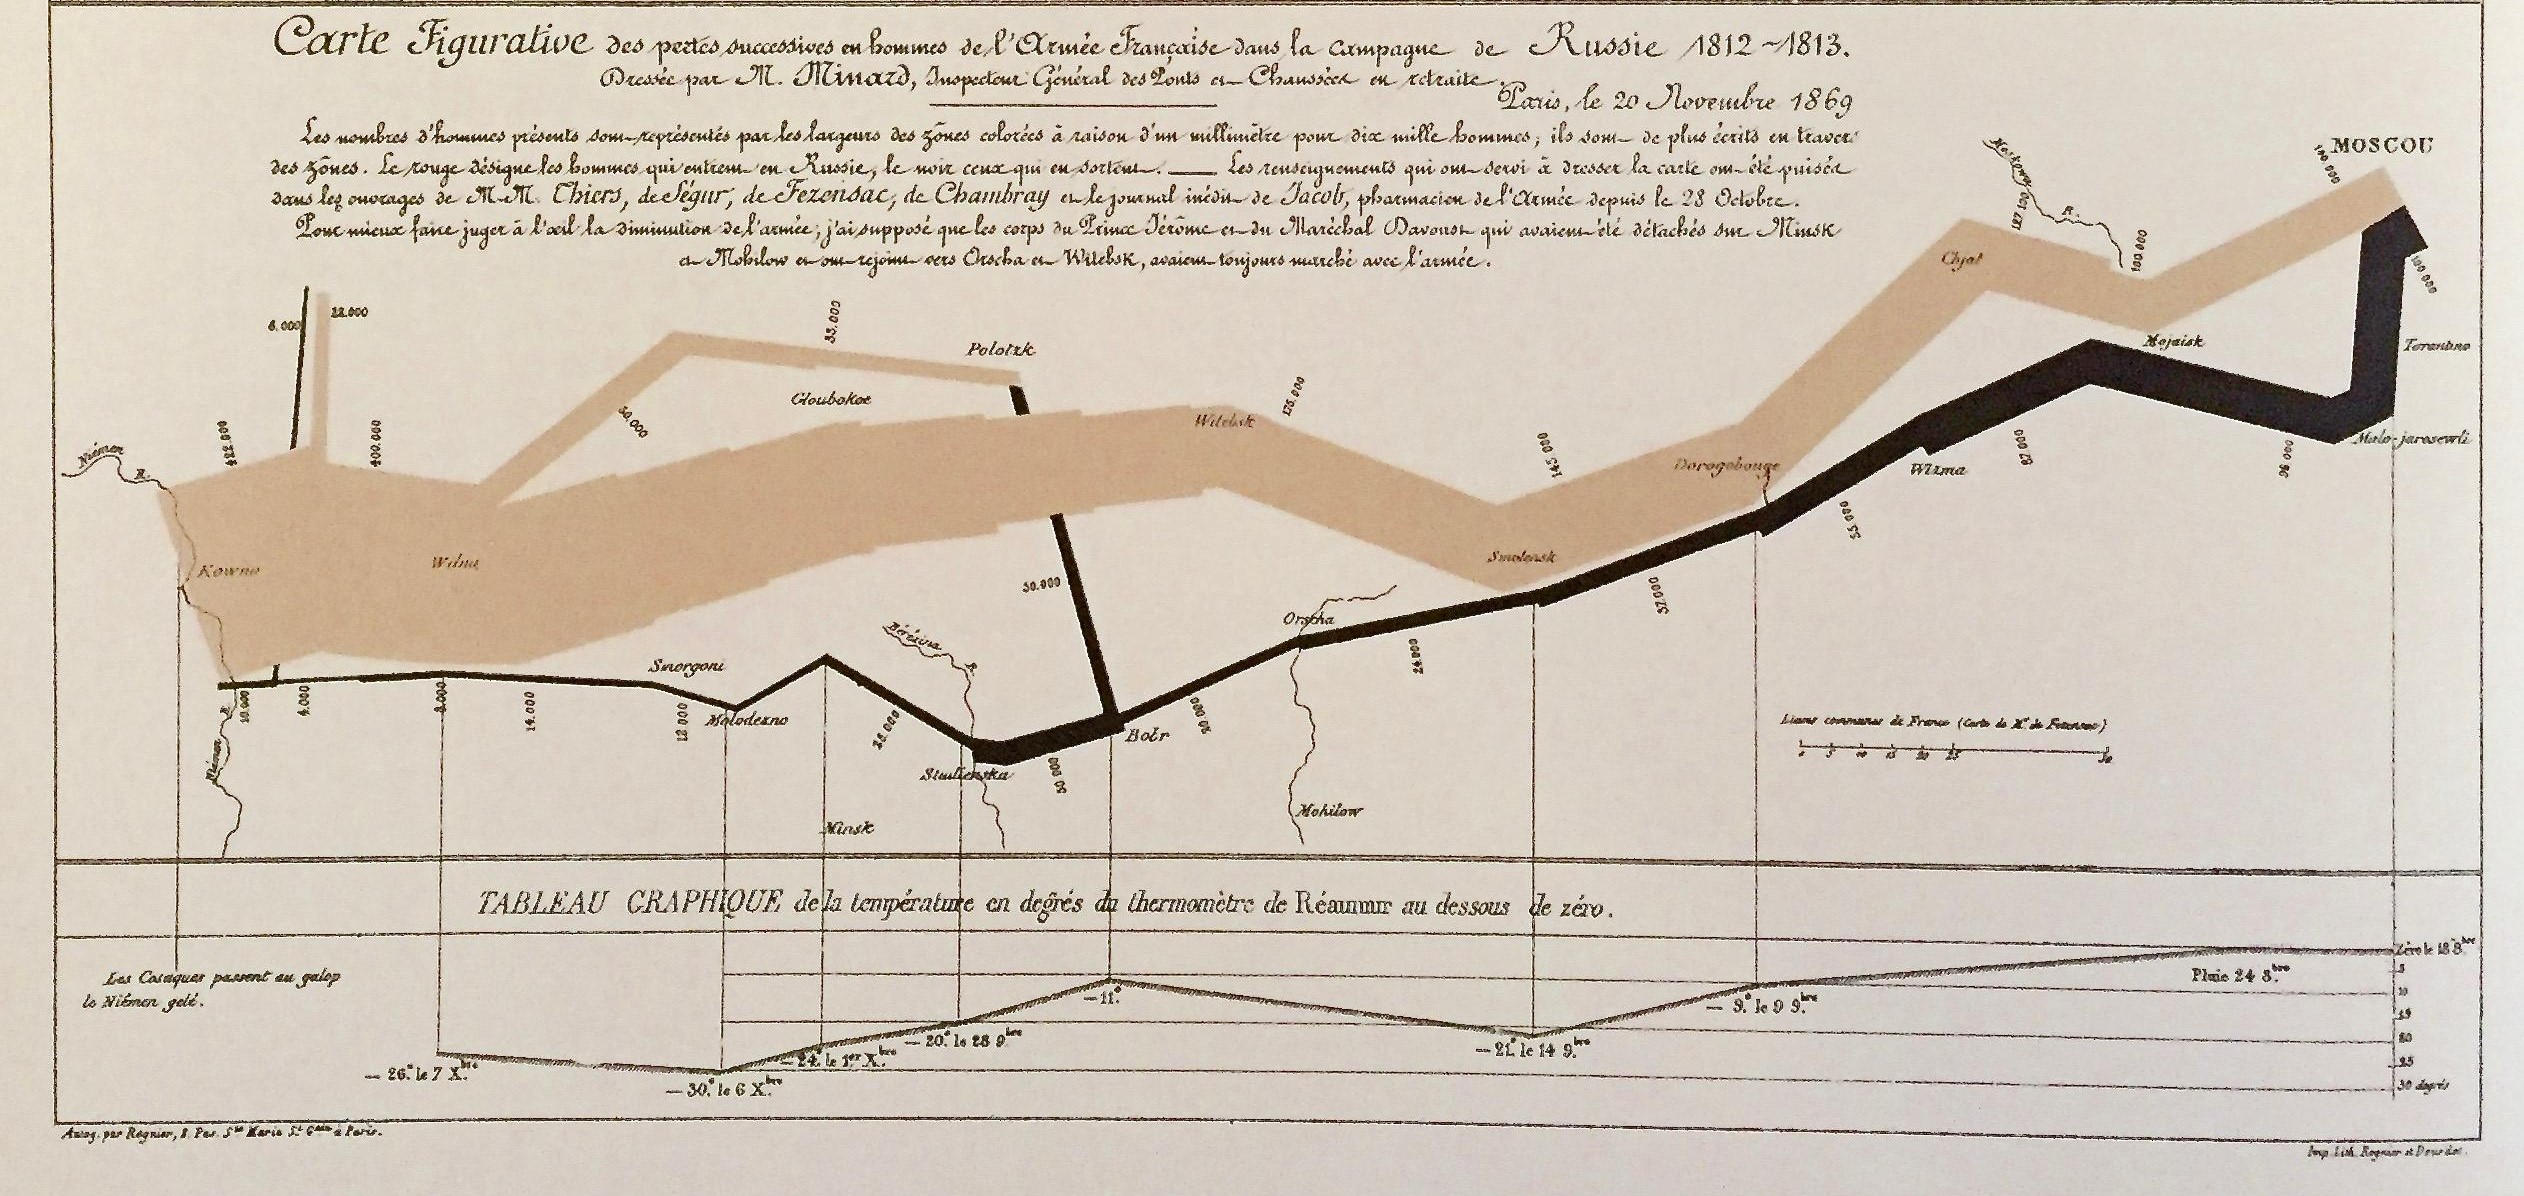 Carte Figurative des pertes successives en hommes de l'Armée Française dans la campagne de Russie 1812~1813.
Dressée par M. Minard, Inspecteur Général des Ponts et Chaussées en retraite.
Paris, le 20 Novembre 1869
Les nombres d'hommes présents sont représentés par les largeurs des zônes colorées à raison d'un millimètre pour dix mille hommes; ils sont de plus écrits en travers
des zônes. Le rouge désigne les hommes qui entrent en Russie, le noir ceux qui en sortent. — Les renseignements qui ont servi à dresser la carte ont été puisés
dans les ouvrages de M.M. Thiers, de Ségur, de Fezensac, de Chambray et le journal inédit de Jacob, pharmacien de l'Armée depuis le 28 Octobre.
Pour mieux faire juger à l'œil la diminution de l'armée, j'ai supposé que les corps du Prince Jérôme et du Maréchal Davoust qui avaient été détachés sur Minsk
et Mohilow et ont rejoint vers Orscha et Witebsk, avaient toujours marché avec l'armée.
Moskowa R.
MOSCOU
100.000
127.100
100.000
Chjat
100.000
Mojaisk
Tarantino
Malo-jarosewli
6.000
22.000
33.000
Polotzk
Gloubokoe
50.000
422.000
400.000
Niémen R.
Kowno
Wilna
Witebsk
175.000
145.000
Dorogobouge
Smolensk
Wizma
87.000
96.000
55.000
37.000
30.000
Orscha
24.000
20.000
Bérézina R.
Bobr
Studienska
50.000
28.000
Smorgoni
Molodezno
12.000
14.000
8.000
4.000
10.000
Niémen R.
Minsk
Mohilow
Lieues communes de France (Carte de M. de Fezensac)
5 10 15 20 25 50
TABLEAU GRAPHIQUE de la température en degrés du thermomètre de Réaumur au dessous de zéro.
Les Cosaques passent au galop
le Niémen gelé.
Zéro le 18 8.bre
Pluie 24 8.bre
— 9.° le 9 9.bre
— 21.° le 14 9.bre
— 11.°
— 20.° le 28 9.bre
— 24.° le 1.er X.bre
— 30.° le 6 X.bre
— 26.° le 7 X.bre
5
10
15
20
25
30 degrés
Autog. par Regnier, 8. Pas. S.te Marie S.t G.ain à Paris.
Imp. Lith. Regnier et Dourdet.